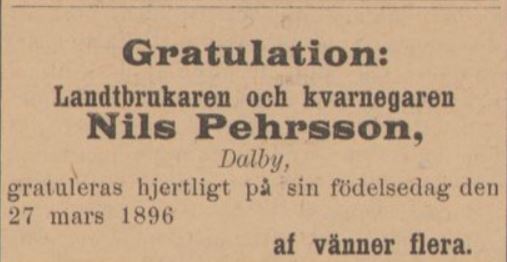 Gratulation:
Landtbrukaren och kvarnegaren
Nils Pehrsson,
Dalby,
gratuleras hjertligt på sin födelsedag den
27 mars 1896
af vänner flera.